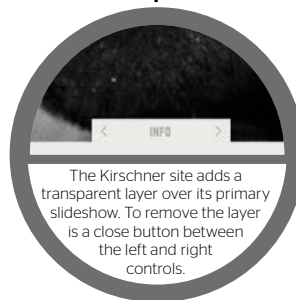 < INFO >
The Kirschner site adds a
transparent layer over its primary
slideshow. To remove the layer
is a close button between
the left and right
controls.